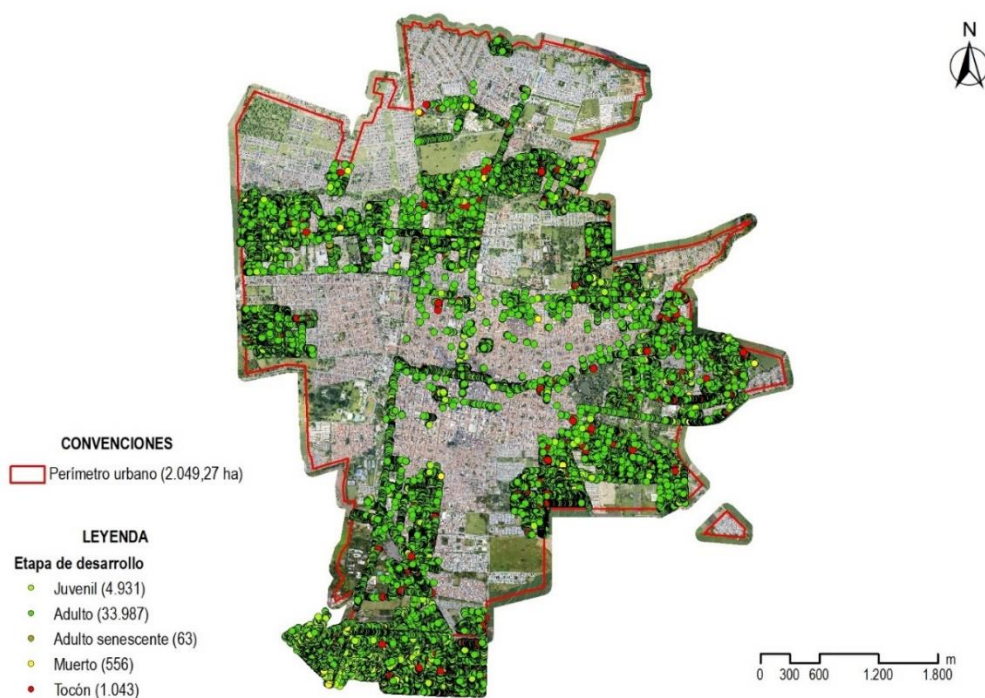 N
CONVENCIONES
Perímetro urbano (2.049,27 ha)
LEYENDA
Etapa de desarrollo
Juvenil (4.931)
Adulto (33.987)
Adulto senescente (63)
Muerto (556)
Tocón (1.043)
0 300 600 1.200 1.800 m